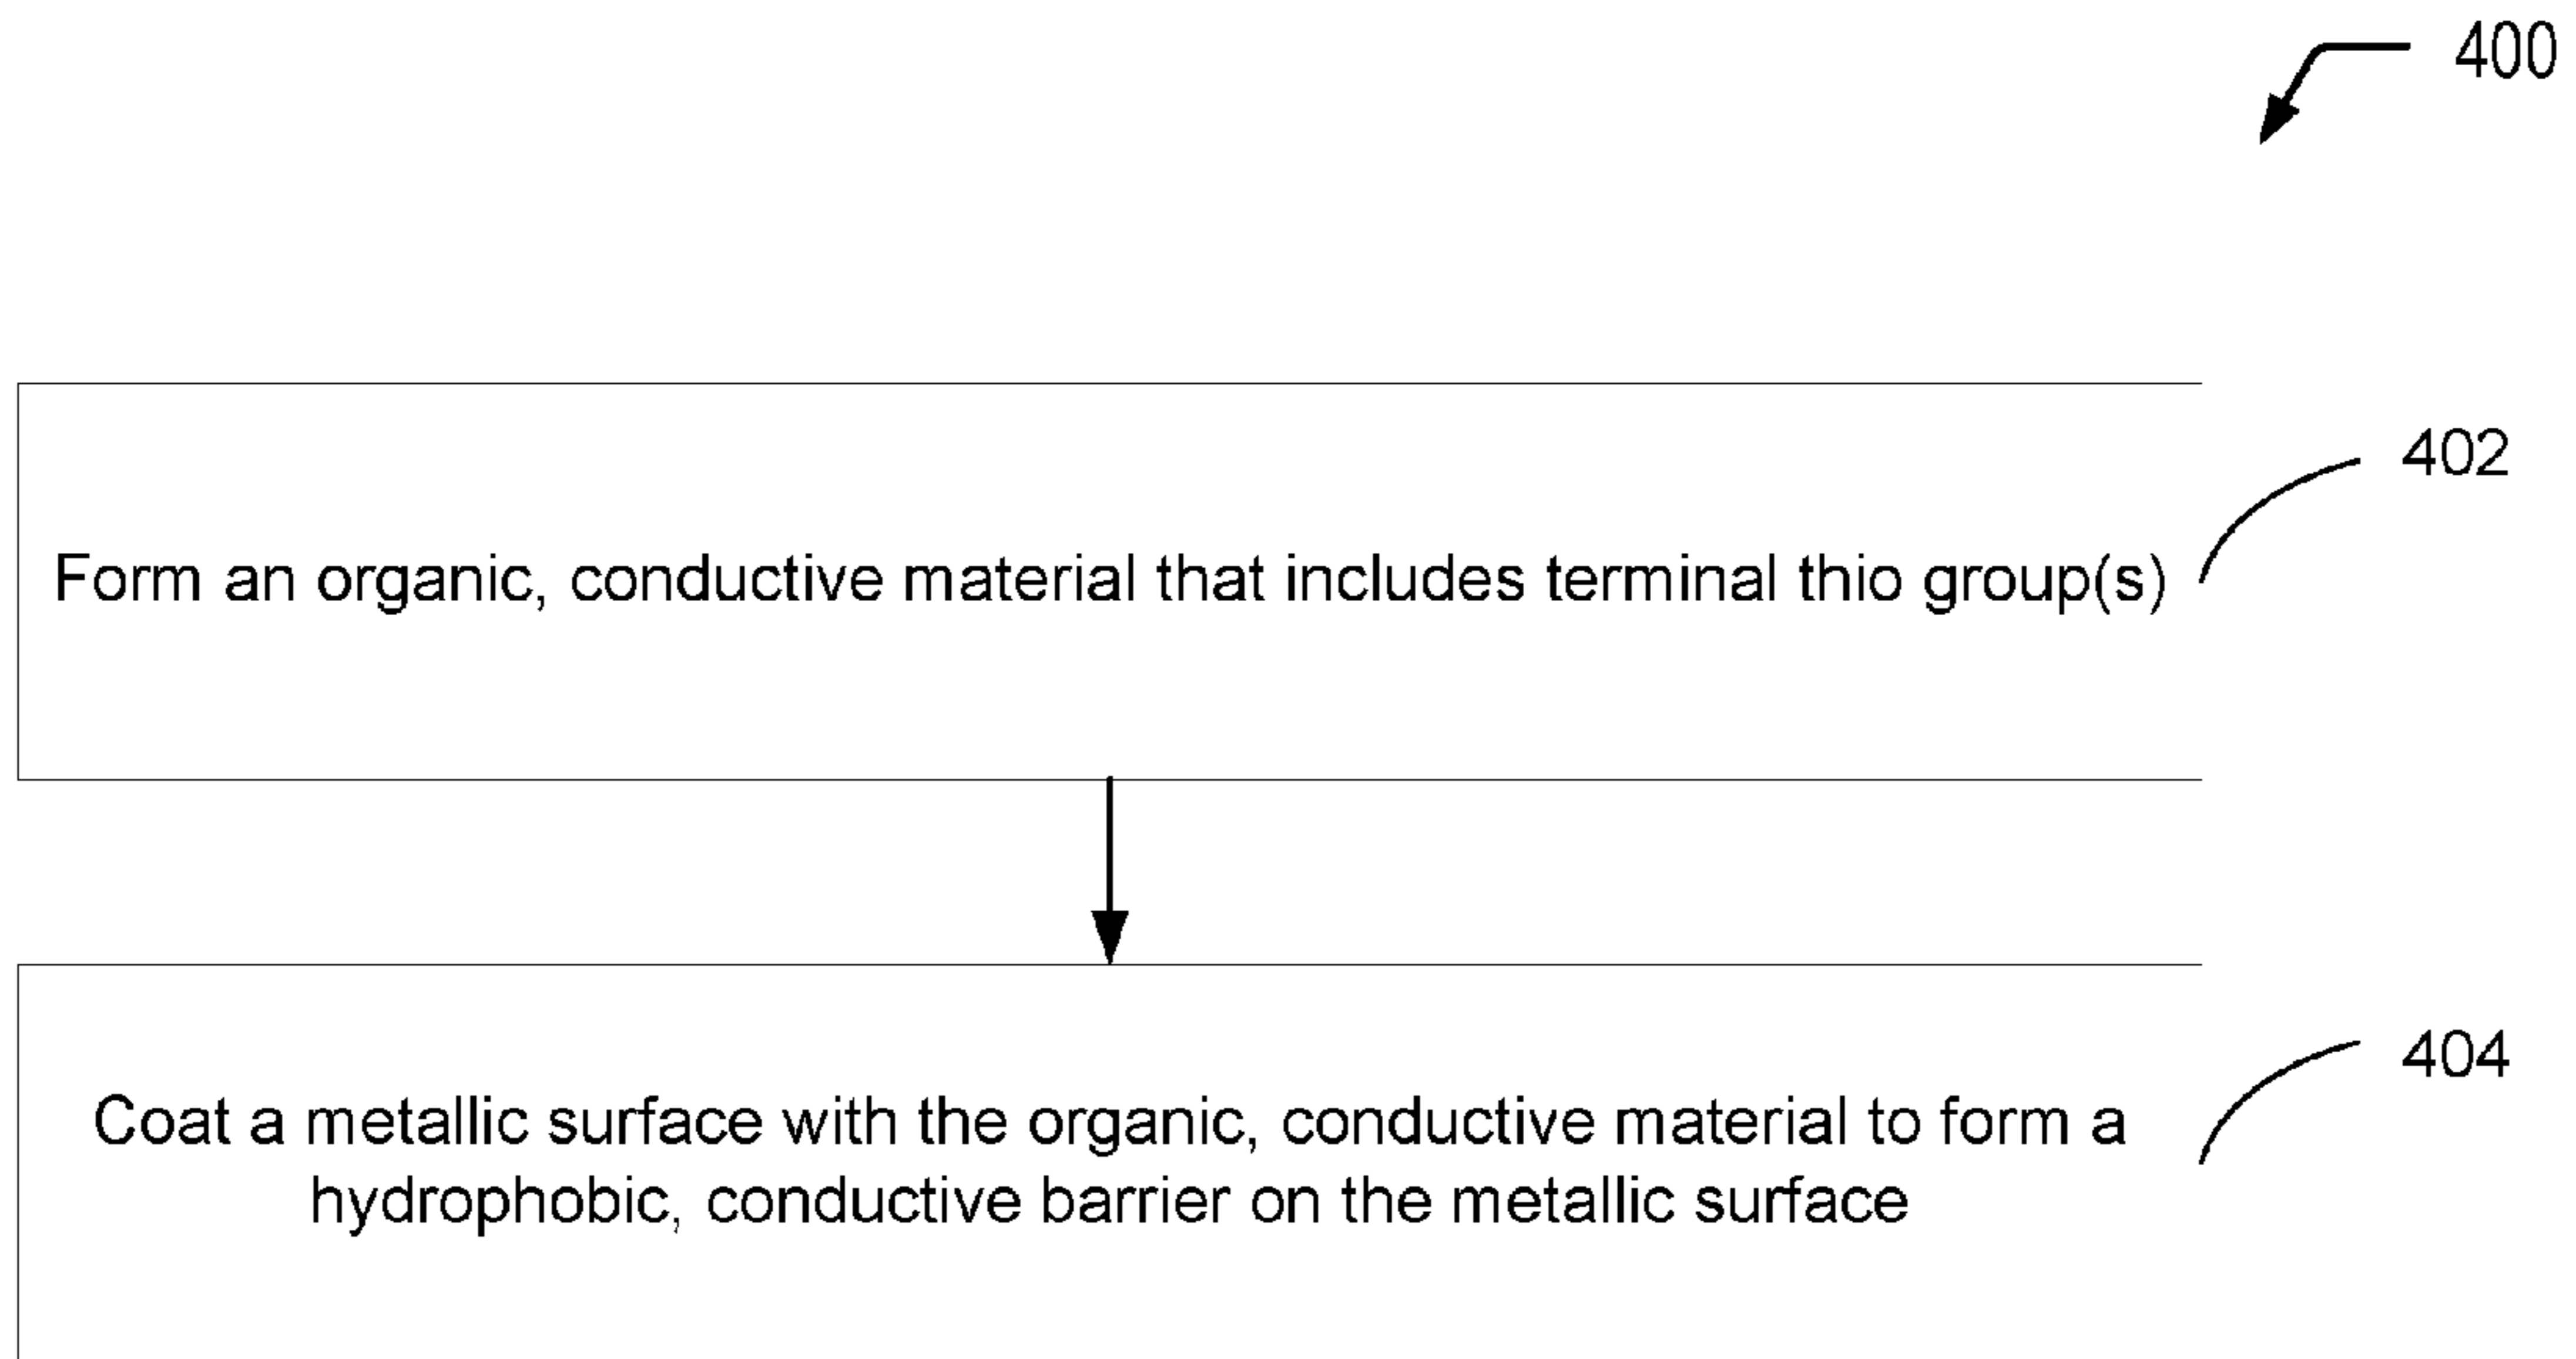 400
402
Form an organic, conductive material that includes terminal thio group(s)
404
Coat a metallic surface with the organic, conductive material to form a
hydrophobic, conductive barrier on the metallic surface